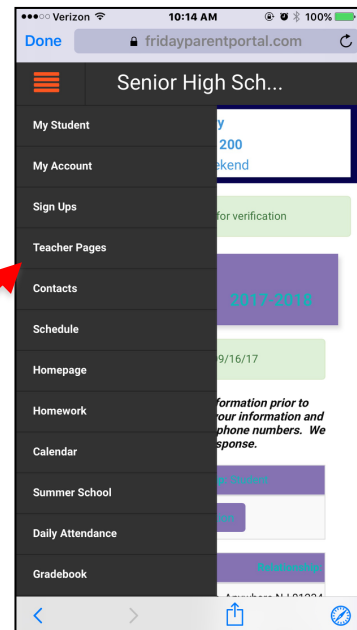 Verizon 10:14 AM 100%
Done fridayparentportal.com
Senior High Sch...
My Student
My Account
Sign Ups
Teacher Pages
Contacts
Schedule
Homepage
Homework
Calendar
Summer School
Daily Attendance
Gradebook
y
200
ekend
for verification
2017-2018
9/16/17
formation prior to
your information and
phone numbers. We
sponse.
Student
Relationship